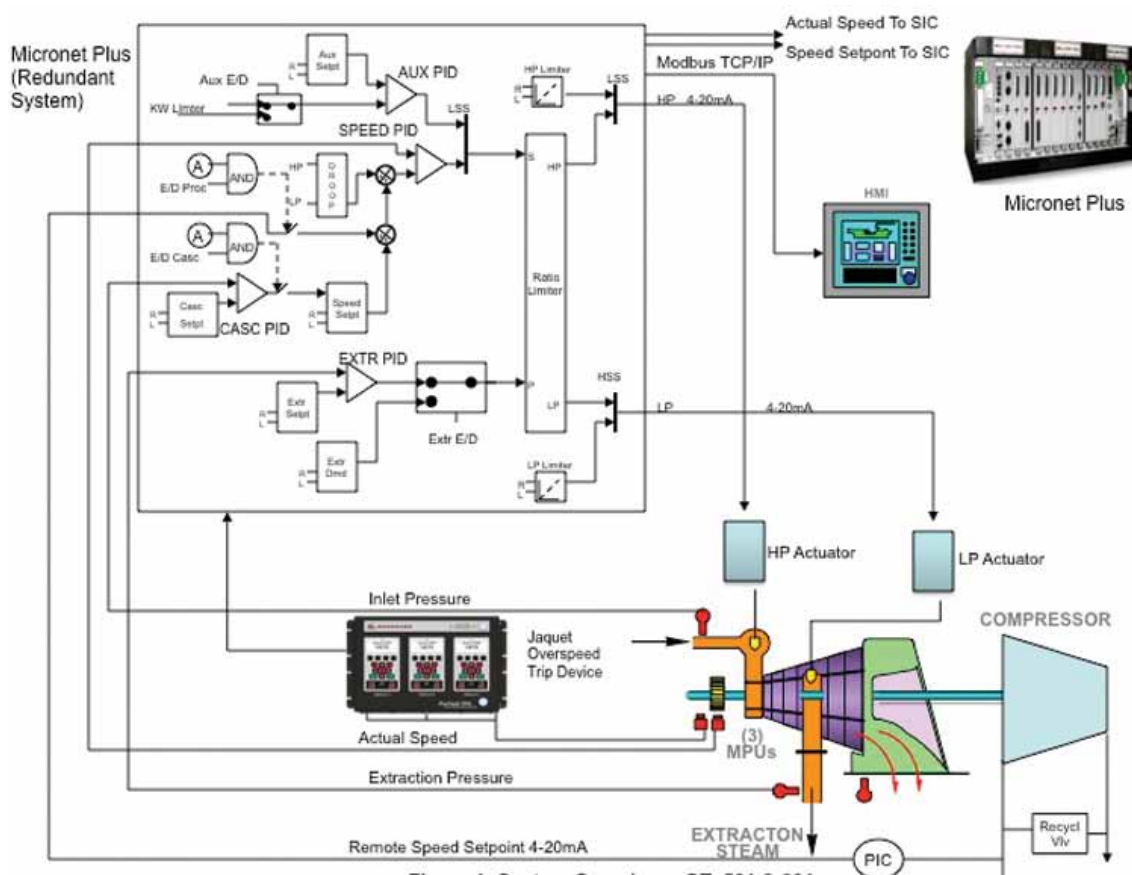 Micronet Plus
(Redundant
System)
Actual Speed To SIC
Speed Setpont To SIC
Modbus TCP/IP
Aux
Setpt
R
L
AUX PID
Aux E/D
KW Limter
LSS
SPEED PID
HP Limiter
R
L
LSS
HP 4-20mA
A
AND
E/D Proc
HP
LP
DROOP
S
HP
Micronet Plus
HMI
A
AND
E/D Casc
Ratio
Limiter
Casc
Setpt
R
L
CASC PID
Speed
Setpt
R
L
EXTR PID
P
LP
HSS
LP 4-20mA
Extr
Setpt
R
L
Extr E/D
Extr
Dmd
R
L
LP Limiter
R
L
HP Actuator
LP Actuator
Inlet Pressure
COMPRESSOR
Jaquet
Overspeed
Trip Device
Actual Speed
(3)
MPUs
Extraction Pressure
EXTRACTON
STEAM
Recycl
Vlv
Remote Speed Setpoint 4-20mA
PIC